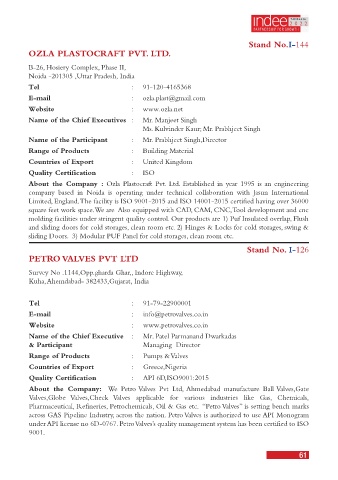 indee
Stand No.I-144
OZLA PLASTOCRAFT PVT. LTD.
B-26, Hosiery Complex, Phase II,
Noida -201305 ,Uttar Pradesh, India
Tel : 91-120-4165368
E-mail : ozla.plast@gmail.com
Website : www.ozla.net
Name of the Chief Executives : Mr. Manjeet Singh
Ms. Kulvinder Kaur; Mr. Prabhjeet Singh
Name of the Participant : Mr. Prabhjeet Singh,Director
Range of Products : Building Material
Countries of Export : United Kingdom
Quality Certification : ISO
About the Company : Ozla Plastocraft Pvt. Ltd. Established in year 1995 is an engineering
company based in Noida is operating under technical collaboration with Jesun International
Limited, England. The facility is ISO 9001-2015 and ISO 14001-2015 certified having over 36000
square feet work space. We are Also equipped with CAD, CAM, CNC, Tool development and cnc
molding facilities under stringent quality control. Our products are 1) Puf Insulated overlap, Flush
and sliding doors for cold storages, clean room etc. 2) Hinges & Locks for cold storages, swing &
sliding Doors. 3) Modular PUF Panel for cold storages, clean room etc.
Stand No. I-126
PETRO VALVES PVT LTD
Survey No .1144,Opp.gharda Ghar,, Indore Highway,
Kuha, Ahemdabad- 382433,Gujarat, India
Tel : 91-79-22900001
E-mail : info@petrovalves.co.in
Website : www.petrovalves.co.in
Name of the Chief Executive : Mr. Patel Parmanand Dwarkadas
& Participant Managing Director
Range of Products : Pumps & Valves
Countries of Export : Greece,Nigeria
Quality Certification : API 6D,ISO9001:2015
About the Company: We Petro Valves Pvt Ltd, Ahmedabad manufacture Ball Valves,Gate
Valves,Globe Valves,Check Valves applicable for various industries like Gas, Chemicals,
Pharmaceutical, Refineries, Petrochemicals, Oil & Gas etc. "Petro Valves" is setting bench marks
across GAS Pipeline Industry, across the nation. Petro Valves is authorized to use API Monogram
under API license no 6D-0767. Petro Valves's quality management system has been certified to ISO
9001.
61